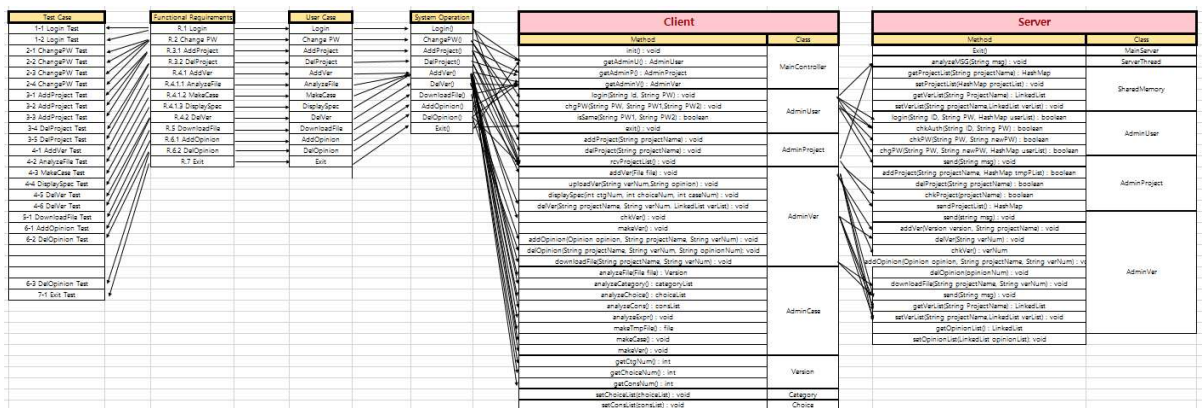 Test Case
1-1 Login Test
1-2 Login Test
2-1 ChangePW Test
2-2 ChangePW Test
2-3 ChangePW Test
2-4 ChangePW Test
3-1 AddProject Test
3-2 AddProject Test
3-3 AddProject Test
3-4 DelProject Test
3-5 DelProject Test
4-1 AddVer Test
4-2 AnalyzeFile Test
4-3 MakeCase Test
4-4 DisplaySpec Test
4-5 DelVer Test
4-6 DelVer Test
5-1 DownloadFile Test
6-1 AddOpinion Test
6-2 DelOpinion Test
6-3 DelOpinion Test
7-1 Exit Test
Functional Requirements
R.1 Login
R.2 Change PW
R.3.1 AddProject
R.3.2 DelProject
R.4.1 AddVer
R.4.1.1 AnalyzeFile
R.4.1.2 MakeCase
R.4.1.3 DisplaySpec
R.4.2 DelVer
R.5 DownloadFile
R.6.1 AddOpinion
R.6.2 DelOpinion
R.7 Exit
User Case
Login
Change PW
AddProject
DelProject
AddVer
AnalyzeFile
MakeCase
DisplaySpec
DelVer
DownloadFile
AddOpinion
DelOpinion
Exit
System Operation
Login()
ChangePW()
AddProject()
DelProject()
AddVer()
DelVer()
DownloadFile()
AddOpinion()
DelOpinion()
Exit()
Client
Method
Class
init() : void
getAdminU() : AdminUser
getAdminP() : AdminProject
getAdminV() : AdminVer
MainController
login(String id, String PW) : void
chgPW(String PW, String PW1,String PW2) : void
isSame(String PW1, String PW2) : boolean
exit() : void
AdminUser
addProject(String projectName) : void
delProject(String projectName) : void
rcvProjectList() : void
AdminProject
addVer(File file) : void
uploadVer(String verNum,String opinion) : void
displaySpec(int ctgNum, int choiceNum, int caseNum) : void
delVer(String projectName, String verNum, LinkedList verList) : void
chkVer() : void
makeVer() : void
addOpinion(Opinion opinion, String projectName, String verNum) : void
delOpinion(String projectName, String verNum, String opinionNum) : void
downloadFile(String projectName, String verNum) : void
AdminVer
analyzeFile(File file) : Version
analyzeCategory() : categoryList
analyzeChoice() : choiceList
analyzeCons() : consList
analyzeExpr() : void
makeTmpFile() : file
makeCase() : void
makeVer() : void
AdminCase
getCtgNum() : int
getChoiceNum() : int
getConsNum() : int
Version
setChoiceList(choiceList) : void
Category
setConsList(consList) : void
Choice
Server
Method
Class
Exit()
MainServer
analyzeMSG(String msg) : void
ServerThread
getProjectList(String projectName) : HashMap
setProjectList(HashMap projectList) : void
getVerList(String ProjectName) : LinkedList
setVerList(String projectName,LinkedList verList) : void
SharedMemory
login(String ID, String PW, HashMap userList) : boolean
chkAuth(String ID, String PW) : boolean
chkPW(String PW, String newPW) : boolean
chgPW(String PW, String newPW, HashMap userList) : boolean
send(String msg) : void
AdminUser
addProject(String projectName, HashMap tmpPList) : boolean
delProject(String projectName) : boolean
chkProject(projectName) : boolean
sendProjectList() : HashMap
send(string msg) : void
AdminProject
addVer(Version version, String projectName) : void
delVer(String verNum) : void
chkVer() : verNum
addOpinion(Opinion opinion, String projectName, String verNum) : vo
delOpinion(opinionNum) : void
downloadFile(String projectName, String verNum) : void
send(String msg) : void
getVerList(String ProjectName) : LinkedList
setVerList(String projectName,LinkedList verList) : void
getOpinionList() : LinkedList
setOpinionList(LinkedList opinionList): void
AdminVer